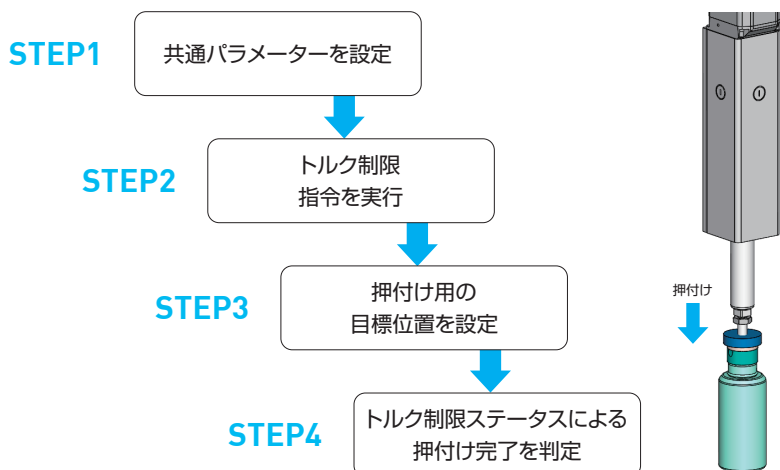 STEP1
共通パラメーターを設定
STEP2
トルク制限
指令を実行
STEP3
押付け用の
目標位置を設定
押付け
STEP4
トルク制限ステータスによる
押付け完了を判定